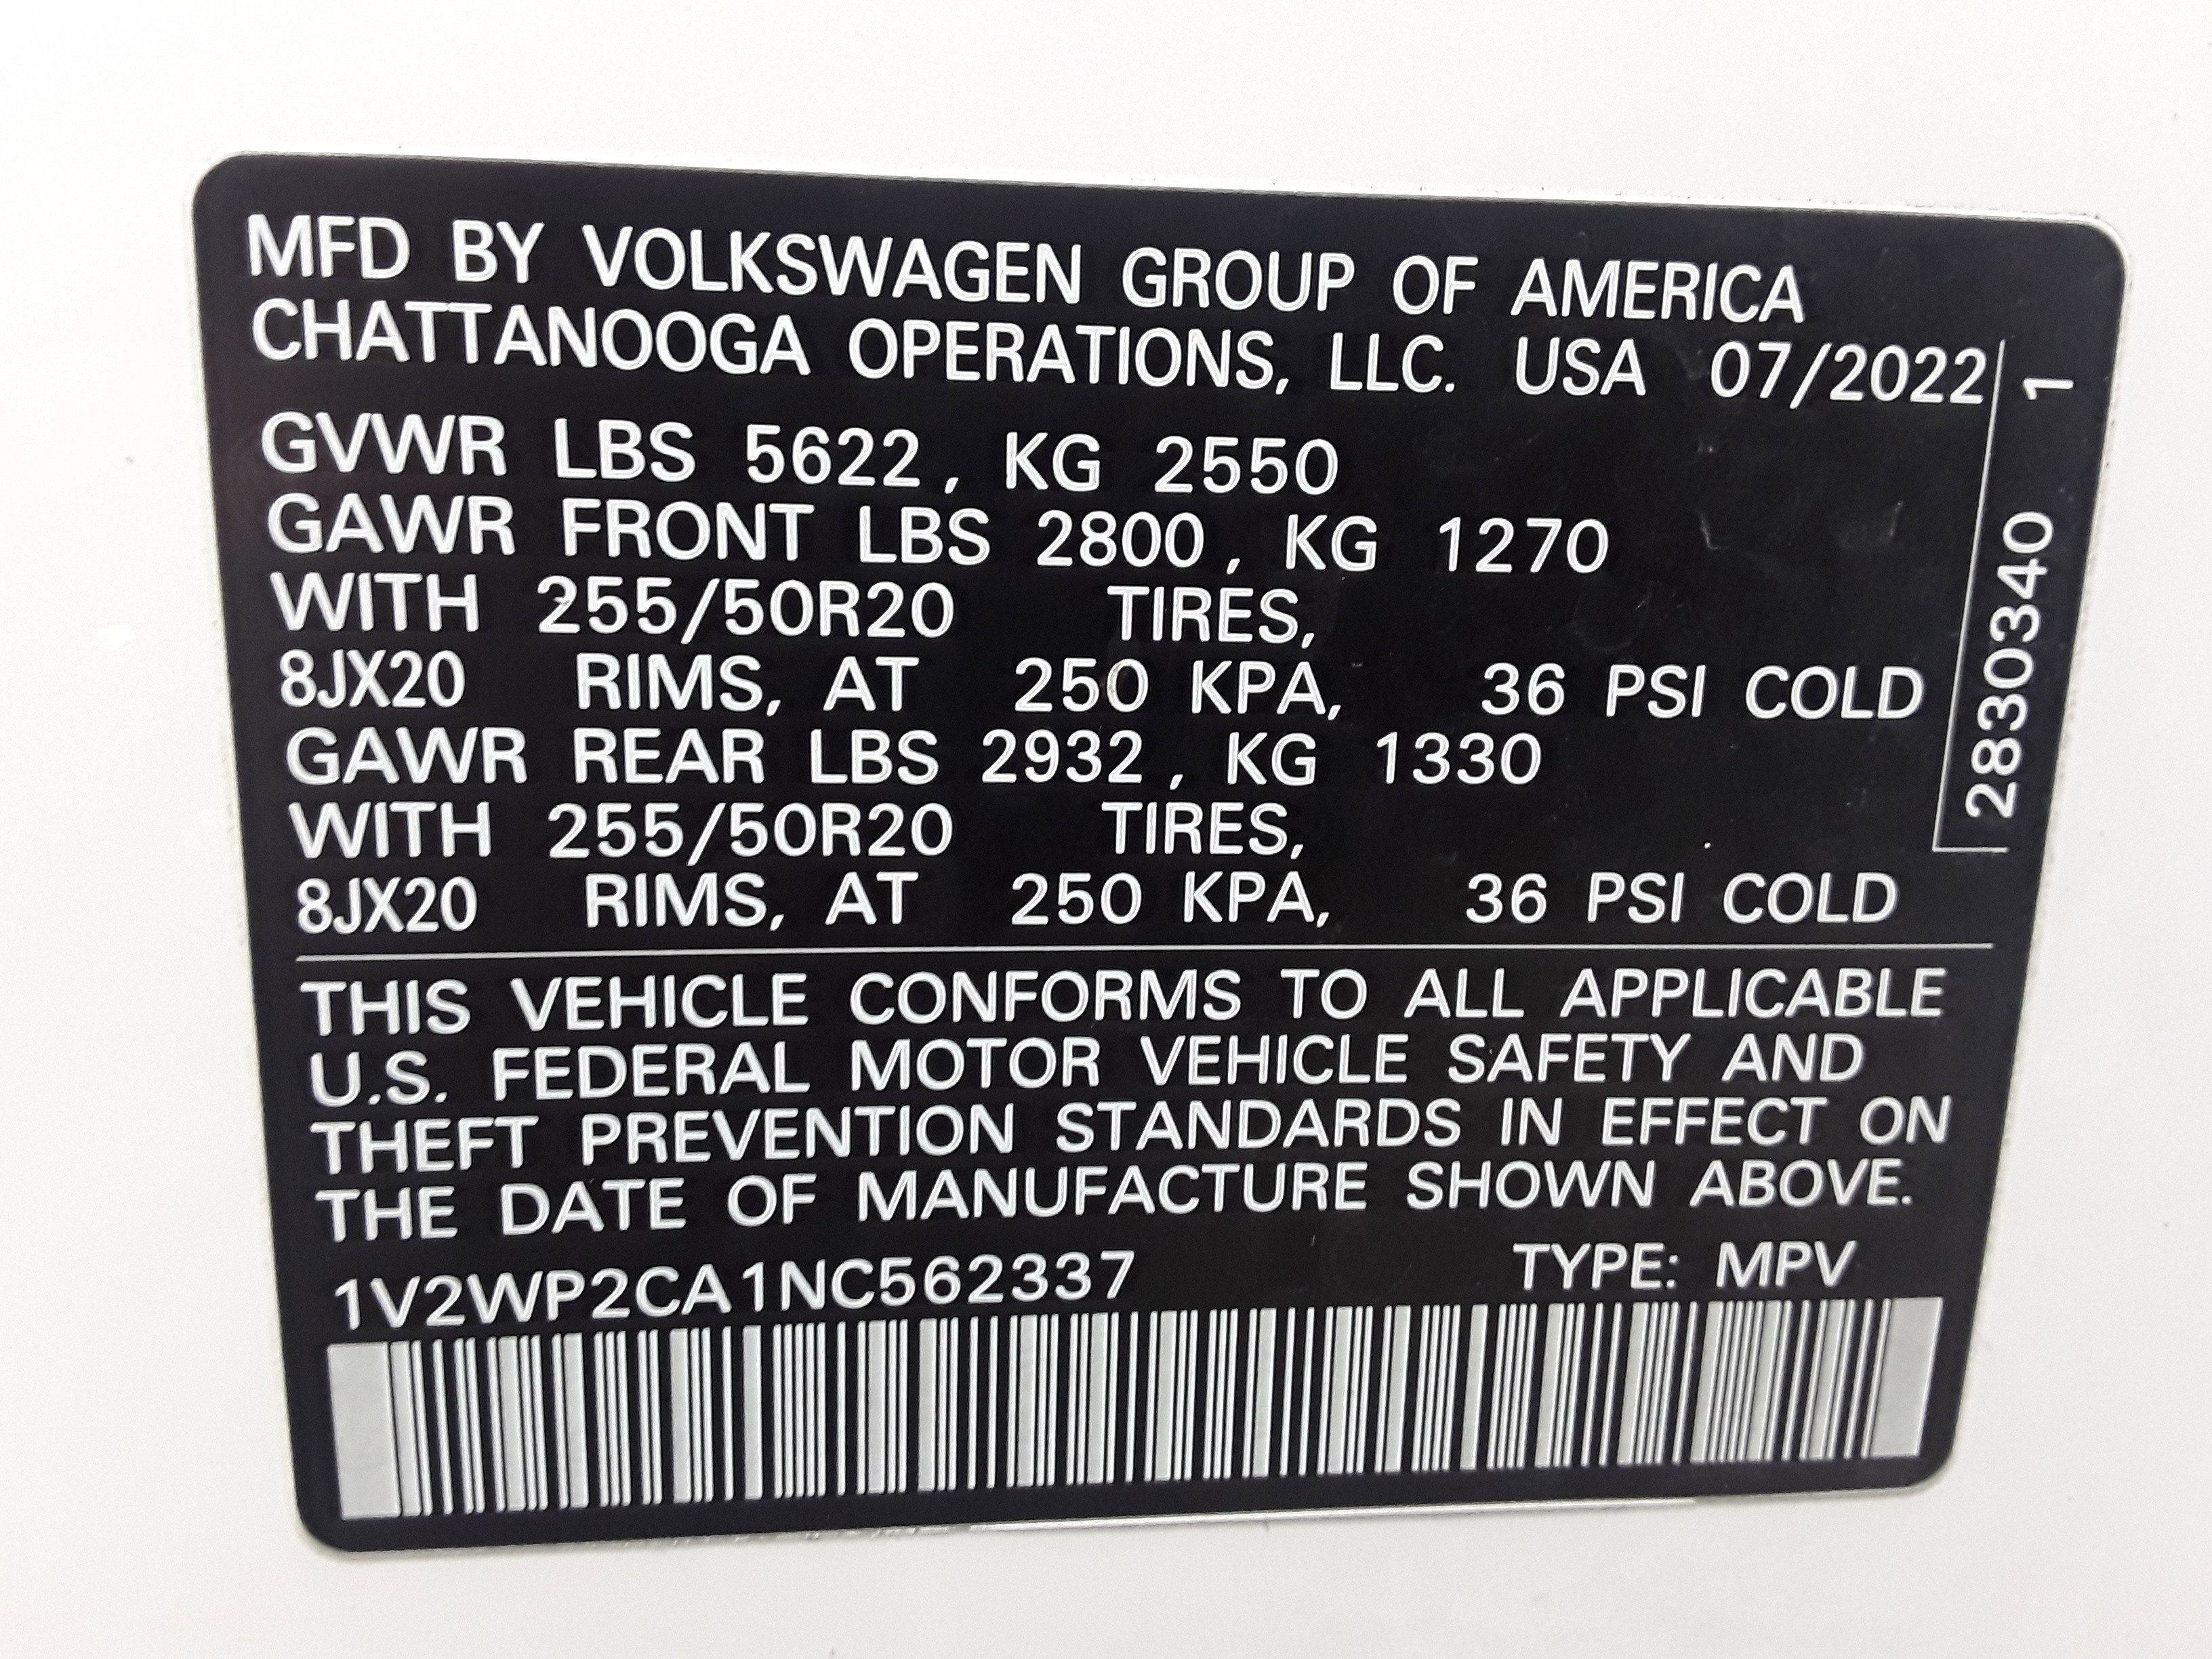 MFD BY VOLKSWAGEN GROUP OF AMERICA
CHATTANOOGA OPERATIONS, LLC. USA 07/2022
GVWR LBS 5622, KG 2550
GAWR FRONT LBS 2800, KG 1270
WITH 255/50R20 TIRES,
8JX20 RIMS, AT 250 KPA, 36 PSI COLD
GAWR REAR LBS 2932, KG 1330
WITH 255/50R20 TIRES,
8JX20 RIMS, AT 250 KPA, 36 PSI COLD
2830340 1
THIS VEHICLE CONFORMS TO ALL APPLICABLE
U.S. FEDERAL MOTOR VEHICLE SAFETY AND
THEFT PREVENTION STANDARDS IN EFFECT ON
THE DATE OF MANUFACTURE SHOWN ABOVE.
1V2WP2CA1NC562337 TYPE: MPV